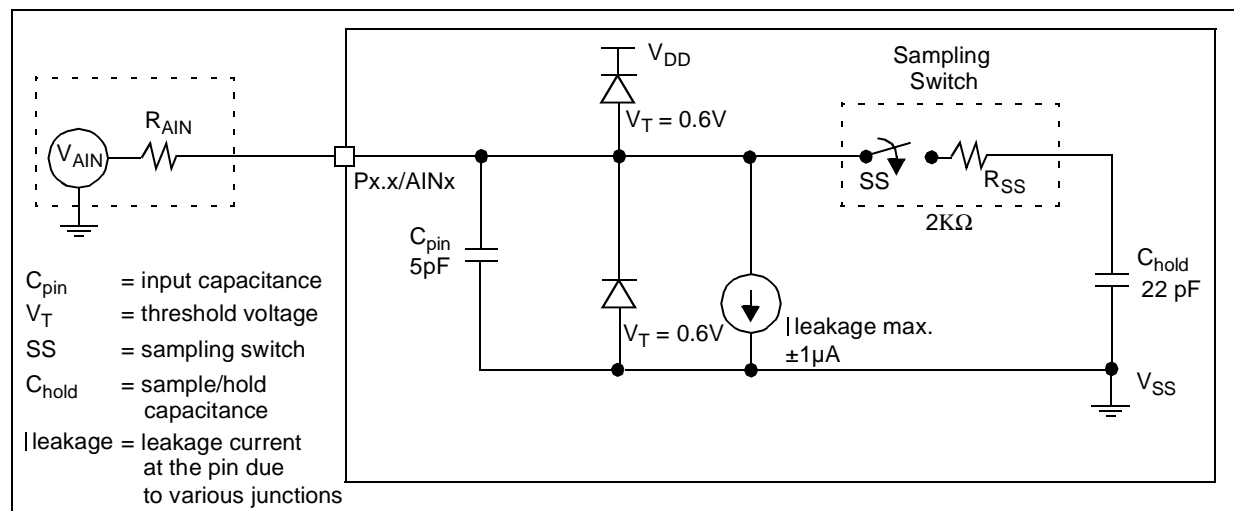 V_DD
Sampling
Switch
R_AIN
V_T = 0.6V
V_AIN
Px.x/AINx
SS
R_SS
2KΩ
C_pin
5pF
C_hold
22 pF
V_T = 0.6V
I leakage max.
±1µA
V_SS
C_pin = input capacitance
V_T = threshold voltage
SS = sampling switch
C_hold = sample/hold
capacitance
I leakage = leakage current
at the pin due
to various junctions